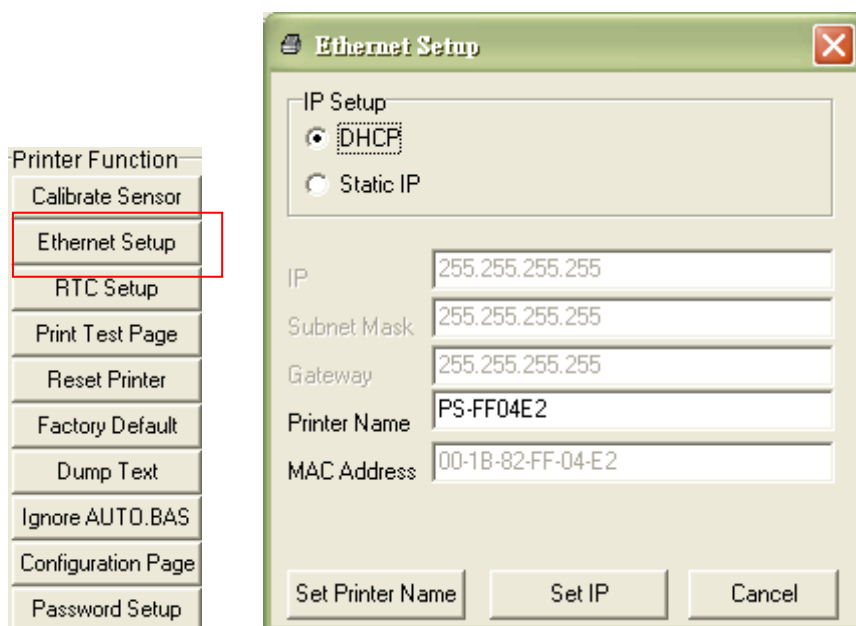 Printer Function
Calibrate Sensor
Ethernet Setup
RTC Setup
Print Test Page
Reset Printer
Factory Default
Dump Text
Ignore AUTO.BAS
Configuration Page
Password Setup
Ethernet Setup
IP Setup
DHCP
Static IP
IP 255.255.255.255
Subnet Mask 255.255.255.255
Gateway 255.255.255.255
Printer Name PS-FF04E2
MAC Address 00-1B-82-FF-04-E2
Set Printer Name Set IP Cancel